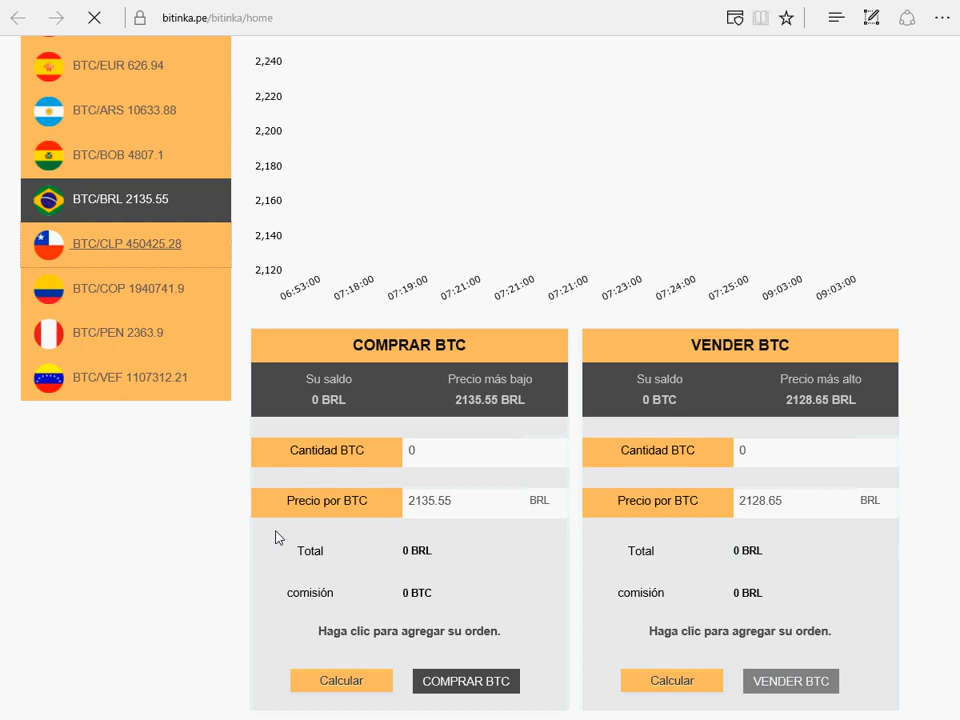 bitinka.pe/bitinka/home
BTC/EUR 626.94
BTC/ARS 10633.88
BTC/BOB 4807.1
BTC/BRL 2135.55
BTC/CLP 450425.28
BTC/COP 1940741.9
BTC/PEN 2363.9
BTC/VEF 1107312.21
2,240
2,220
2,200
2,180
2,160
2,140
2,120
06:53:00 07:18:00 07:19:00 07:21:00 07:21:00 07:21:00 07:23:00 07:24:00 07:25:00 09:03:00 09:03:00
COMPRAR BTC
Su saldo Precio más bajo
0 BRL 2135.55 BRL
Cantidad BTC 0
Precio por BTC 2135.55 BRL
Total 0 BRL
comisión 0 BTC
Haga clic para agregar su orden.
Calcular COMPRAR BTC
VENDER BTC
Su saldo Precio más alto
0 BTC 2128.65 BRL
Cantidad BTC 0
Precio por BTC 2128.65 BRL
Total 0 BRL
comisión 0 BRL
Haga clic para agregar su orden.
Calcular VENDER BTC